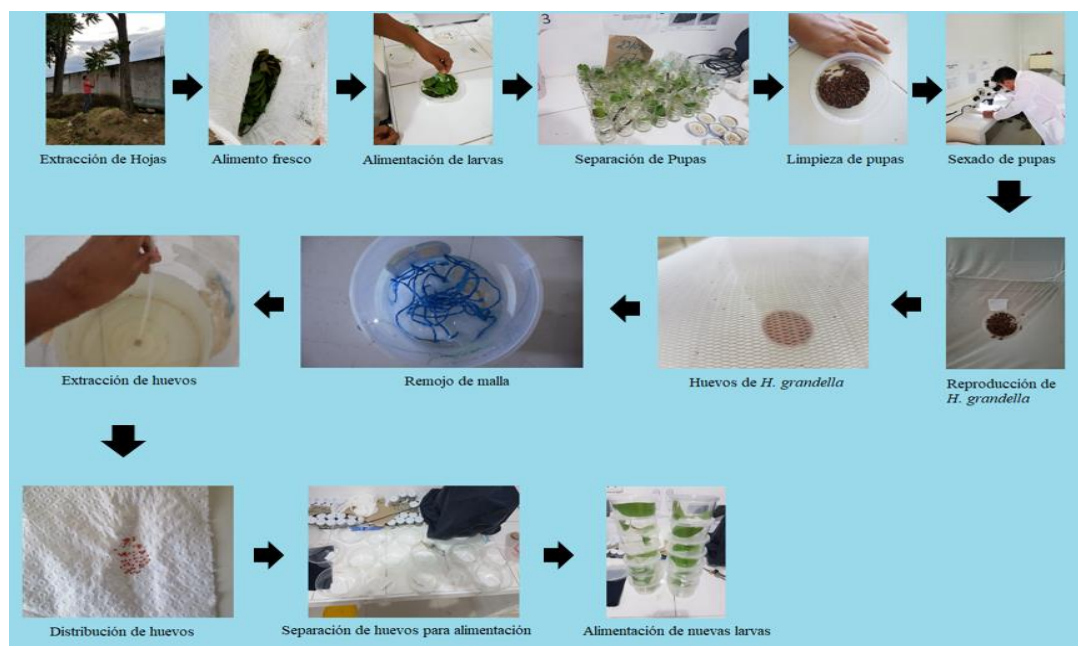 3
Extracción de Hojas
Alimento fresco
Alimentación de larvas
Separación de Pupas
Limpieza de pupas
Sexado de pupas
Extracción de huevos
Remojo de malla
Huevos de H. grandella
Reproducción de
H. grandella
Distribución de huevos
Separación de huevos para alimentación
Alimentación de nuevas larvas